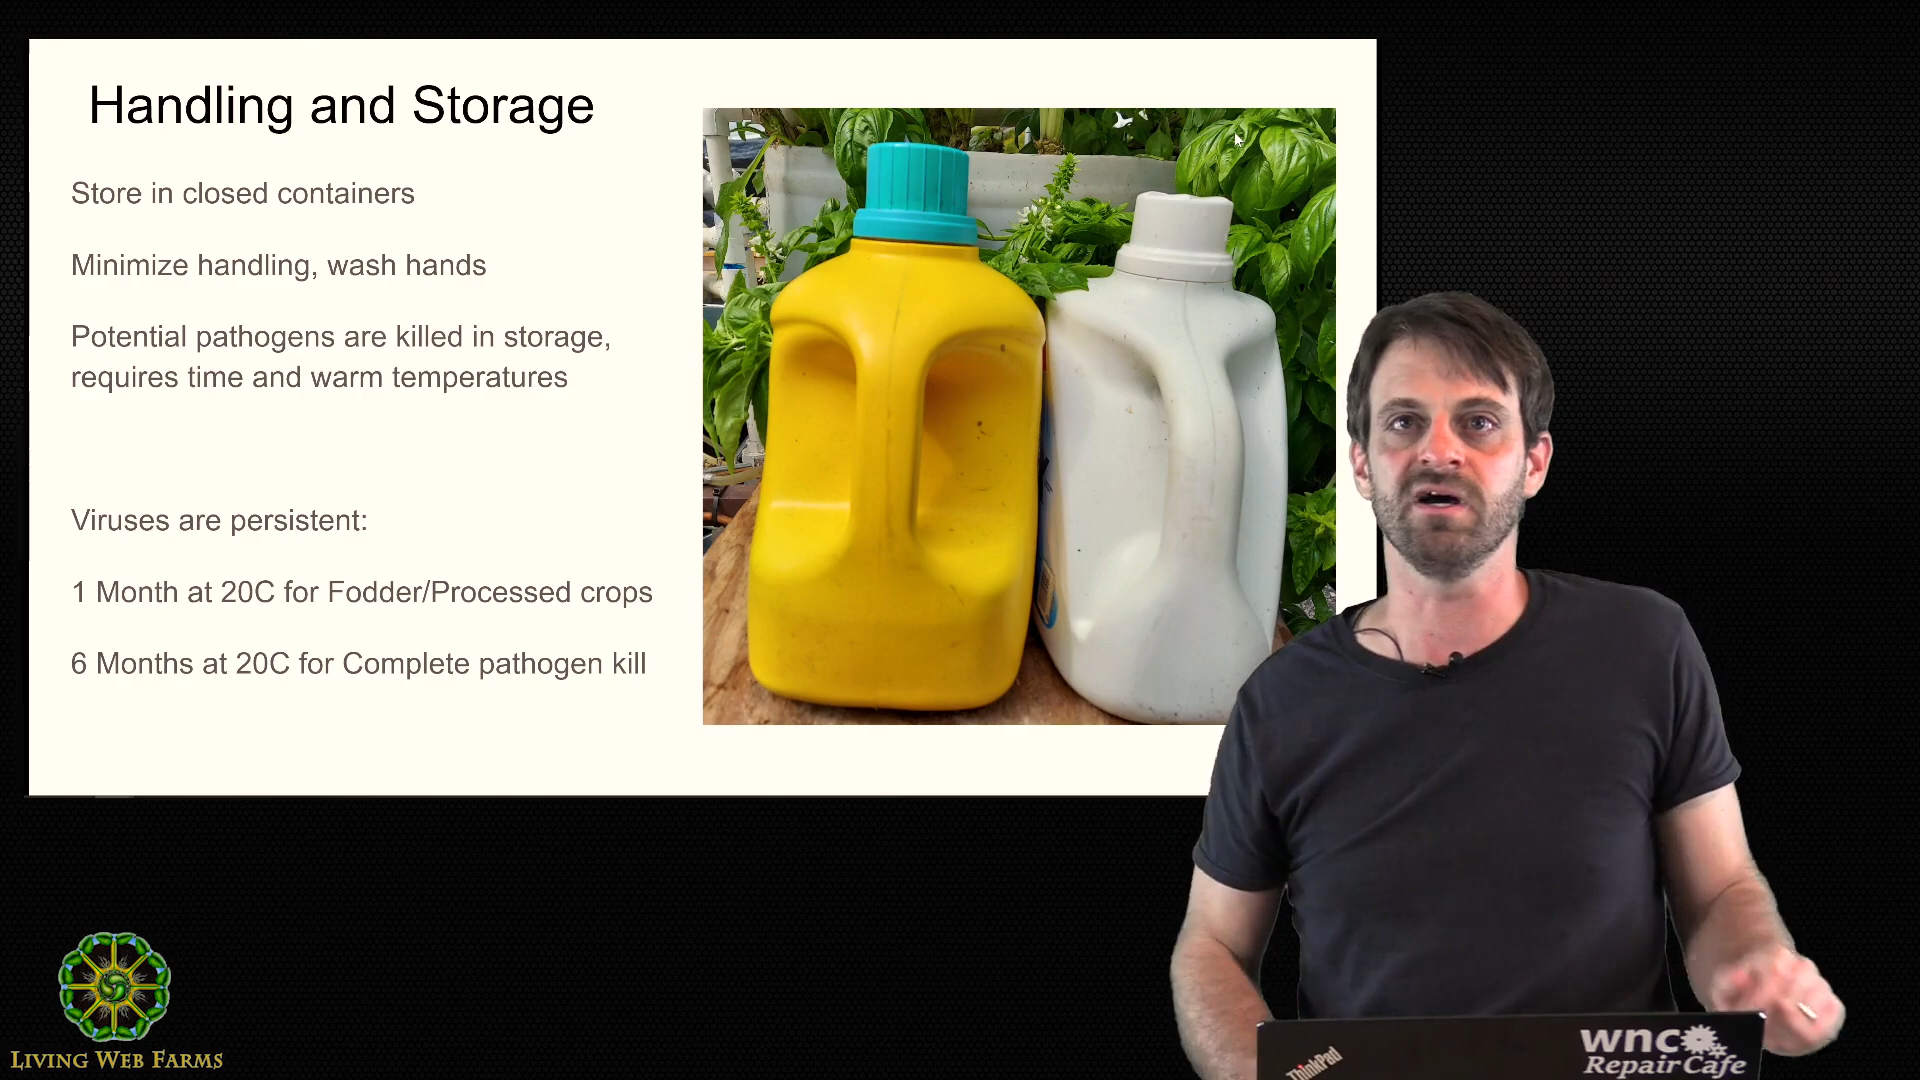 Handling and Storage
Store in closed containers
Minimize handling, wash hands
Potential pathogens are killed in storage,
requires time and warm temperatures
Viruses are persistent:
1 Month at 20C for Fodder/Processed crops
6 Months at 20C for Complete pathogen kill
LIVING WEB FARMS
ThinkPad
wnc
Repair Cafe